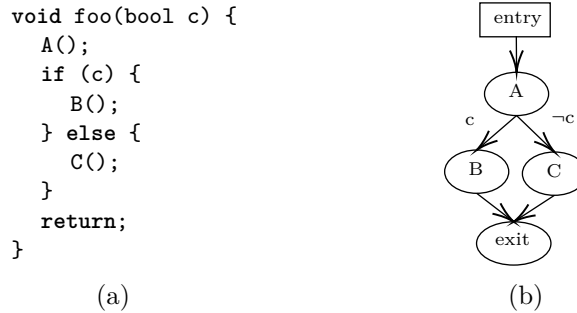 void foo(bool c) {
A();
if (c) {
B();
} else {
C();
}
return;
}
(a)
entry
A
c
¬c
B
C
exit
(b)